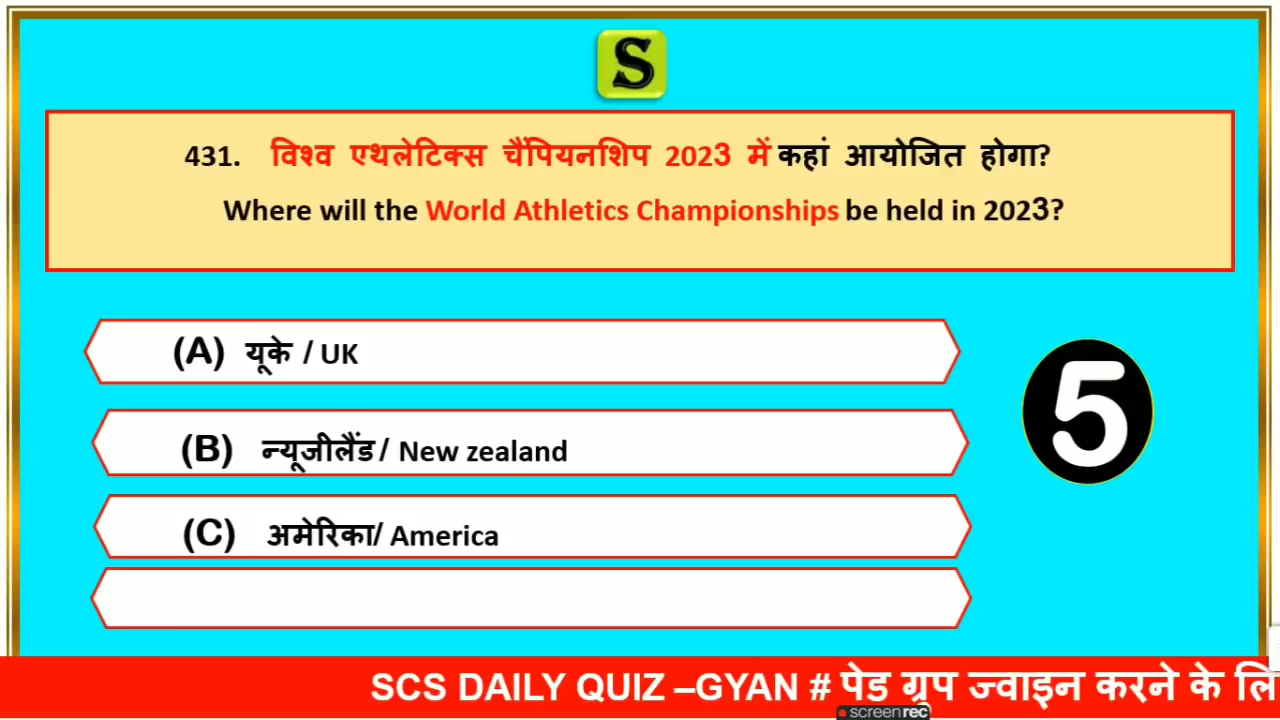 S
431. विश्व एथलेटिक्स चैंपियनशिप 2023 में कहां आयोजित होगा?
Where will the World Athletics Championships be held in 2023?
(A) यूके / UK
(B) न्यूजीलैंड/ New zealand
5
(C) अमेरिका/ America
SCS DAILY QUIZ –GYAN # पेड ग्रुप ज्वाइन करने के लि
screenrec